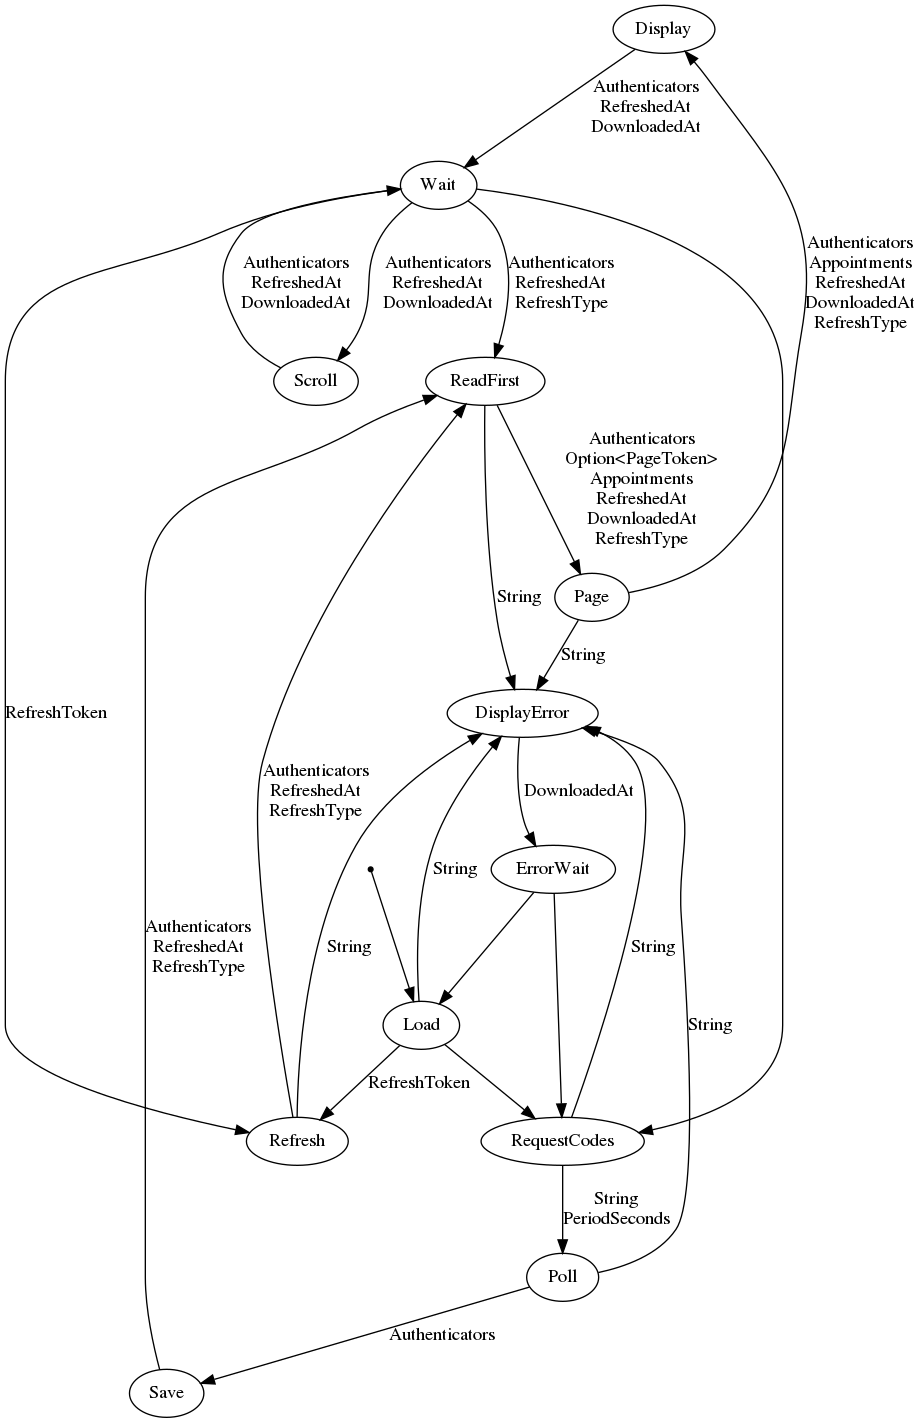 Display
Authenticators
RefreshedAt
DownloadedAt
Wait
Authenticators
RefreshedAt
DownloadedAt
Authenticators
RefreshedAt
DownloadedAt
Authenticators
RefreshedAt
RefreshType
Authenticators
Appointments
RefreshedAt
DownloadedAt
RefreshType
Scroll
ReadFirst
Authenticators
Option<PageToken>
Appointments
RefreshedAt
DownloadedAt
RefreshType
String
Page
String
RefreshToken
DisplayError
Authenticators
RefreshedAt
RefreshType
DownloadedAt
String
ErrorWait
Authenticators
RefreshedAt
RefreshType
String
String
Load
String
RefreshToken
Refresh
RequestCodes
String
PeriodSeconds
Poll
Authenticators
Save